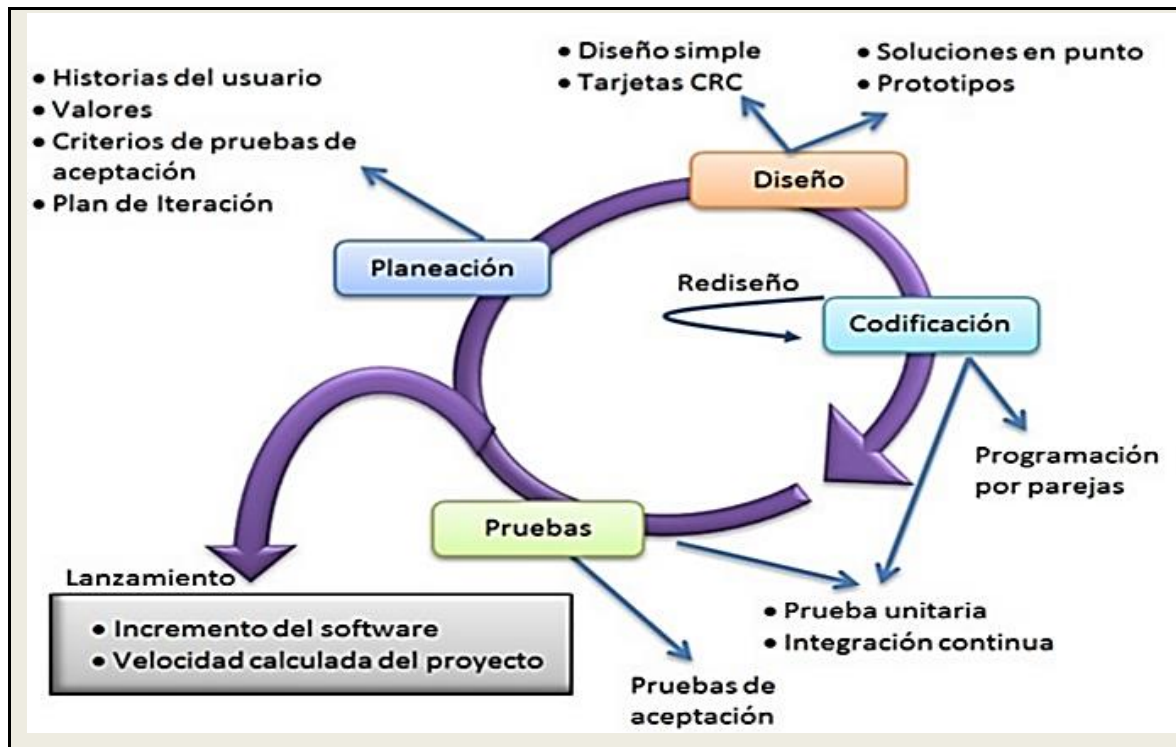 • Diseño simple
• Tarjetas CRC
• Soluciones en punto
• Prototipos
• Historias del usuario
• Valores
• Criterios de pruebas de
aceptación
• Plan de Iteración
Diseño
Planeación
Rediseño
Codificación
Programación
por parejas
Pruebas
Lanzamiento
• Incremento del software
• Velocidad calculada del proyecto
• Prueba unitaria
• Integración continua
Pruebas de
aceptación